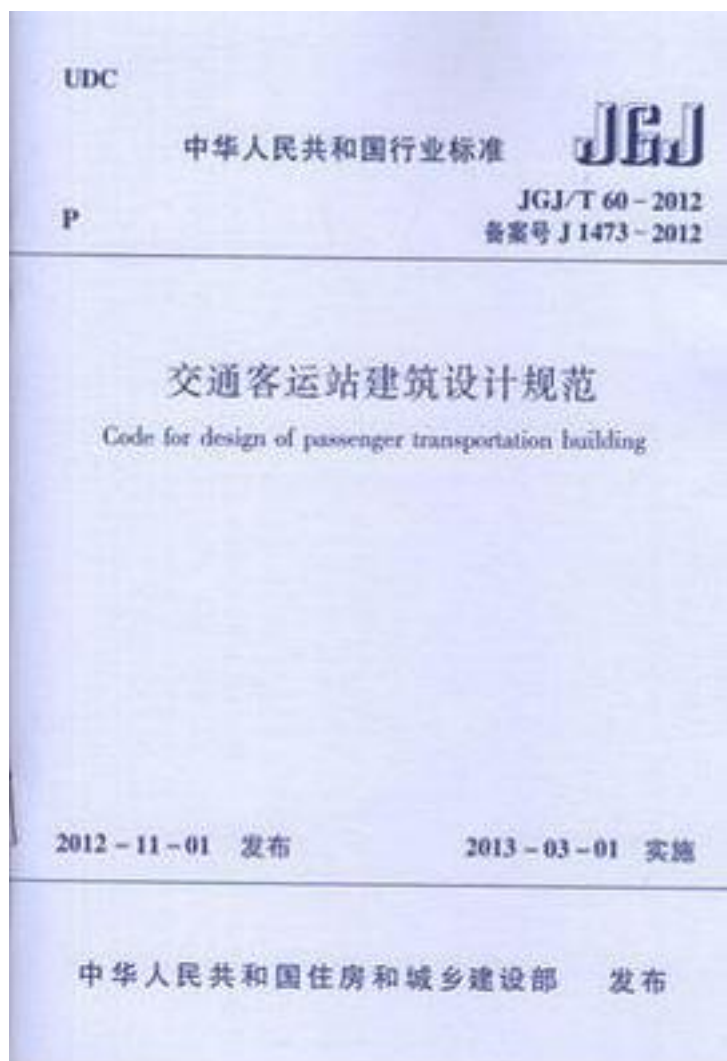 UDC
中华人民共和国行业标准 JGJ
P
JGJ/T 60-2012
备案号 J 1473-2012
交通客运站建筑设计规范
Code for design of passenger transportation building
2012-11-01 发布 2013-03-01 实施
中华人民共和国住房和城乡建设部 发布